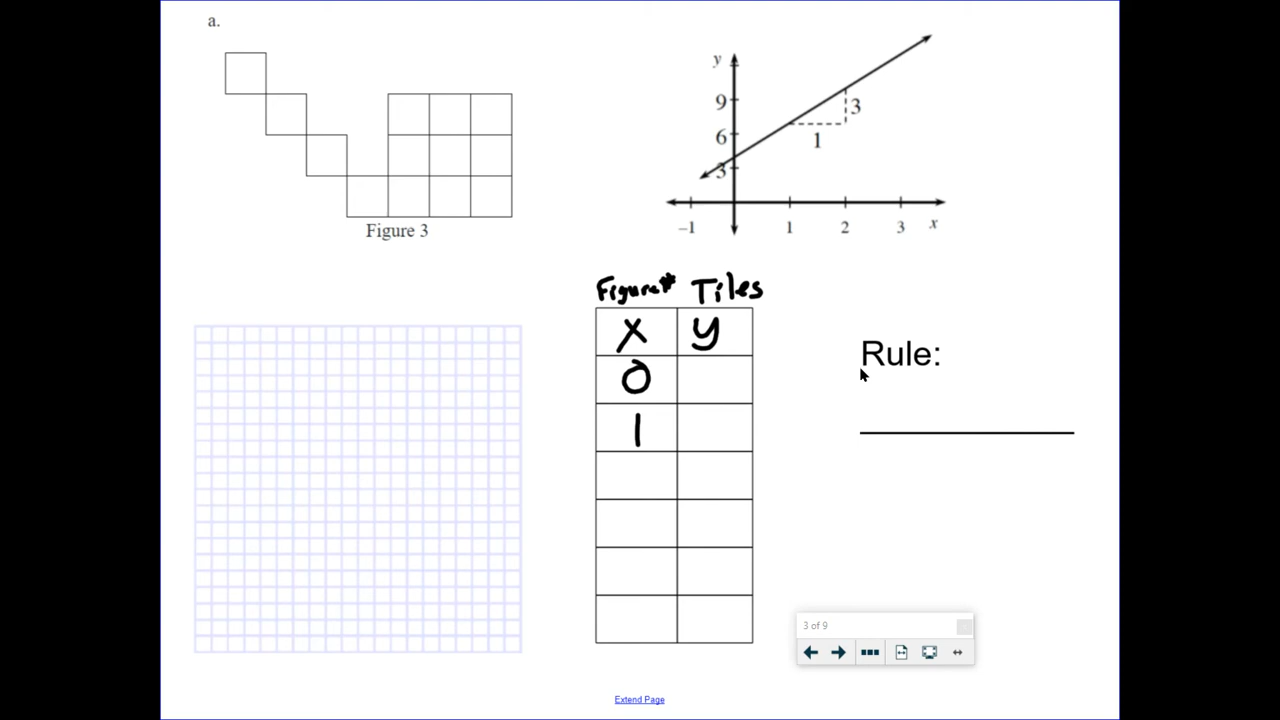 a.
Figure 3
y
9
6
3
3
1
–1
1
2
3
x
Figure# Tiles
x y
0
1
Rule:
3 of 9
Extend Page